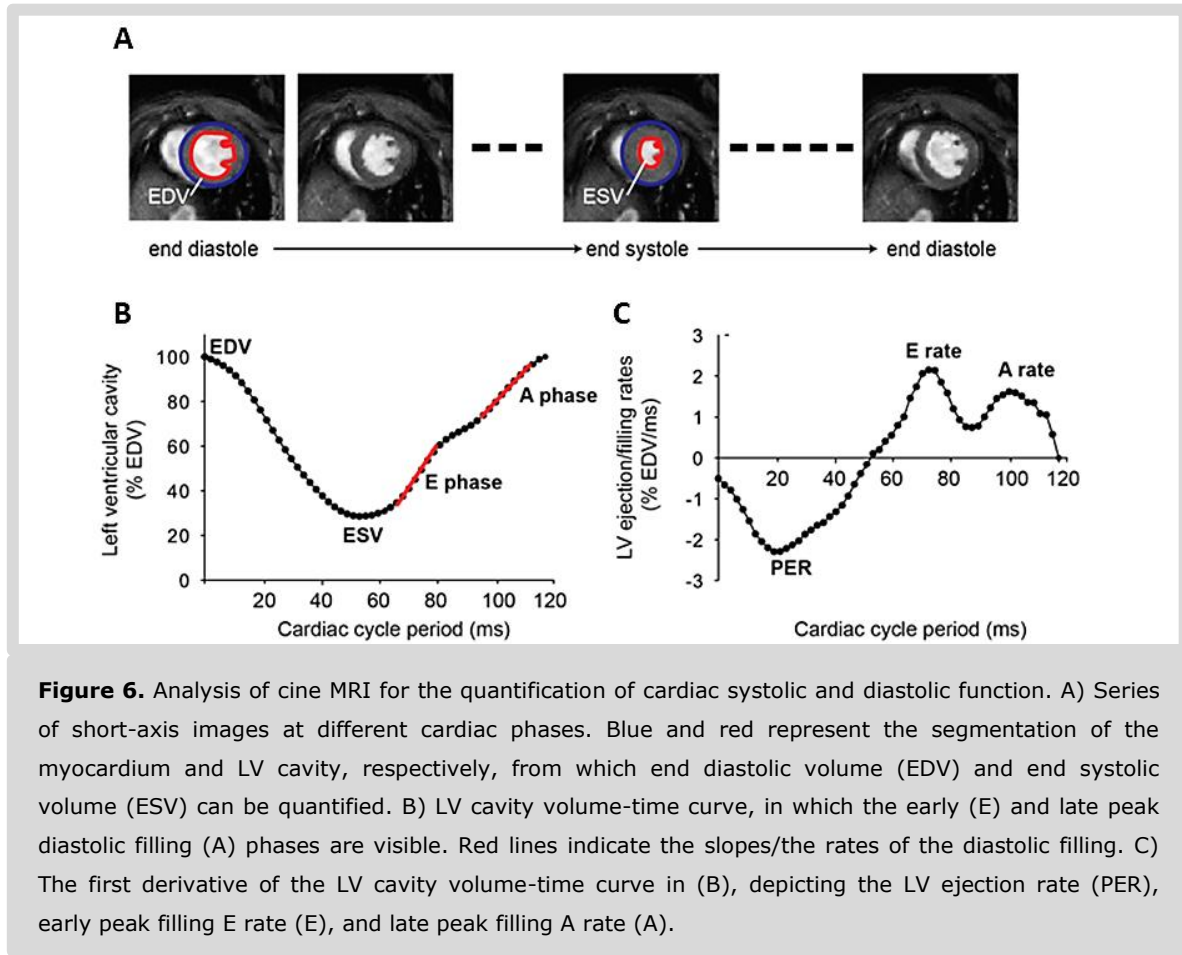 A
EDV
ESV
end diastole
end systole
end diastole
B
EDV
100
80
60
40
20
0
A phase
E phase
ESV
20 40 60 80 100 120
Left ventricular cavity
(% EDV)
Cardiac cycle period (ms)
C
3
2
1
0
-1
-2
-3
E rate
A rate
20 40 60 80 100 120
PER
LV ejection/filling rates
(% EDV/ms)
Cardiac cycle period (ms)
Figure 6. Analysis of cine MRI for the quantification of cardiac systolic and diastolic function. A) Series
of short-axis images at different cardiac phases. Blue and red represent the segmentation of the
myocardium and LV cavity, respectively, from which end diastolic volume (EDV) and end systolic
volume (ESV) can be quantified. B) LV cavity volume-time curve, in which the early (E) and late peak
diastolic filling (A) phases are visible. Red lines indicate the slopes/the rates of the diastolic filling. C)
The first derivative of the LV cavity volume-time curve in (B), depicting the LV ejection rate (PER),
early peak filling E rate (E), and late peak filling A rate (A).